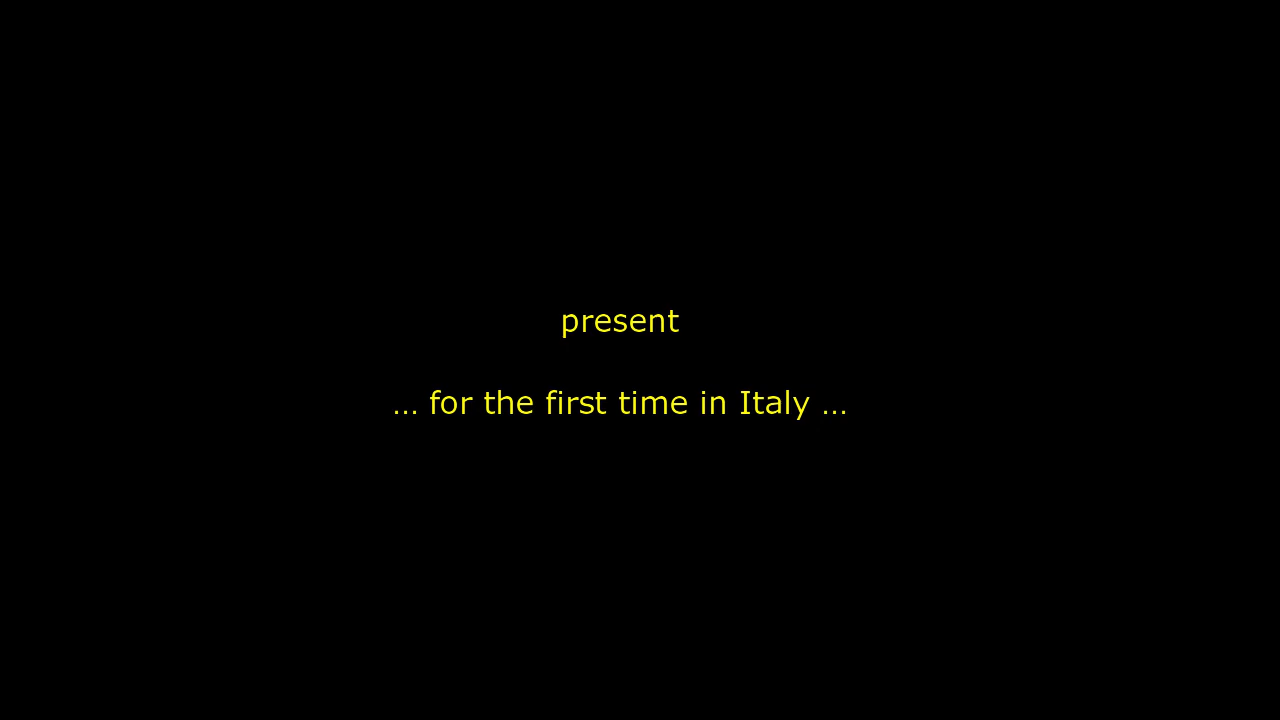 present
... for the first time in Italy ...